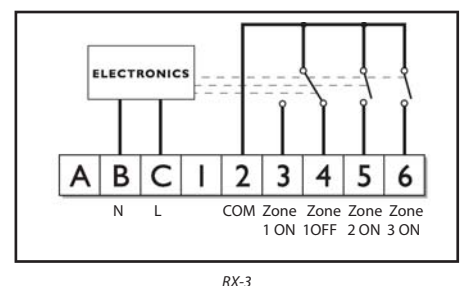 ELECTRONICS
A B C 1 2 3 4 5 6
N L COM Zone Zone Zone Zone
1 ON 1OFF 2 ON 3 ON
RX-3